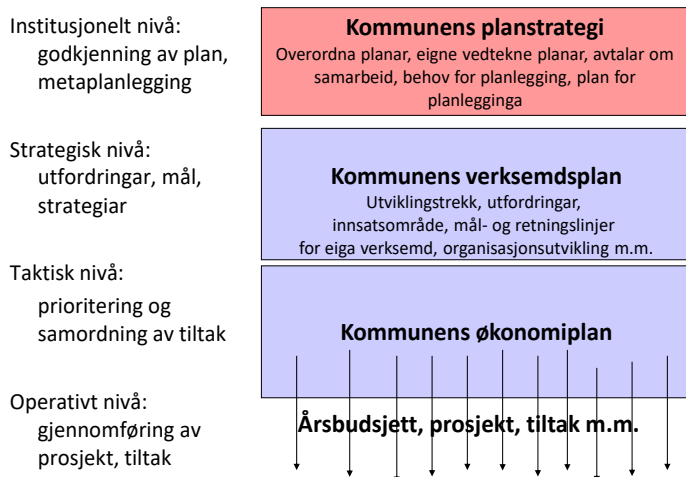 Institusjonelt nivå:
godkjenning av plan,
metaplanlegging
Kommunens planstrategi
Overordna planar, eigne vedtekne planar, avtalar om
samarbeid, behov for planlegging, plan for
planlegginga
Strategisk nivå:
utfordringar, mål,
strategiar
Kommunens verksemdsplan
Utviklingstrekk, utfordringar,
innsatsområde, mål- og retningslinjer
for eiga verksemd, organisasjonsutvikling m.m.
Taktisk nivå:
prioritering og
samordning av tiltak
Kommunens økonomiplan
Operativt nivå:
gjennomføring av
prosjekt, tiltak
Årsbudsjett, prosjekt, tiltak m.m.